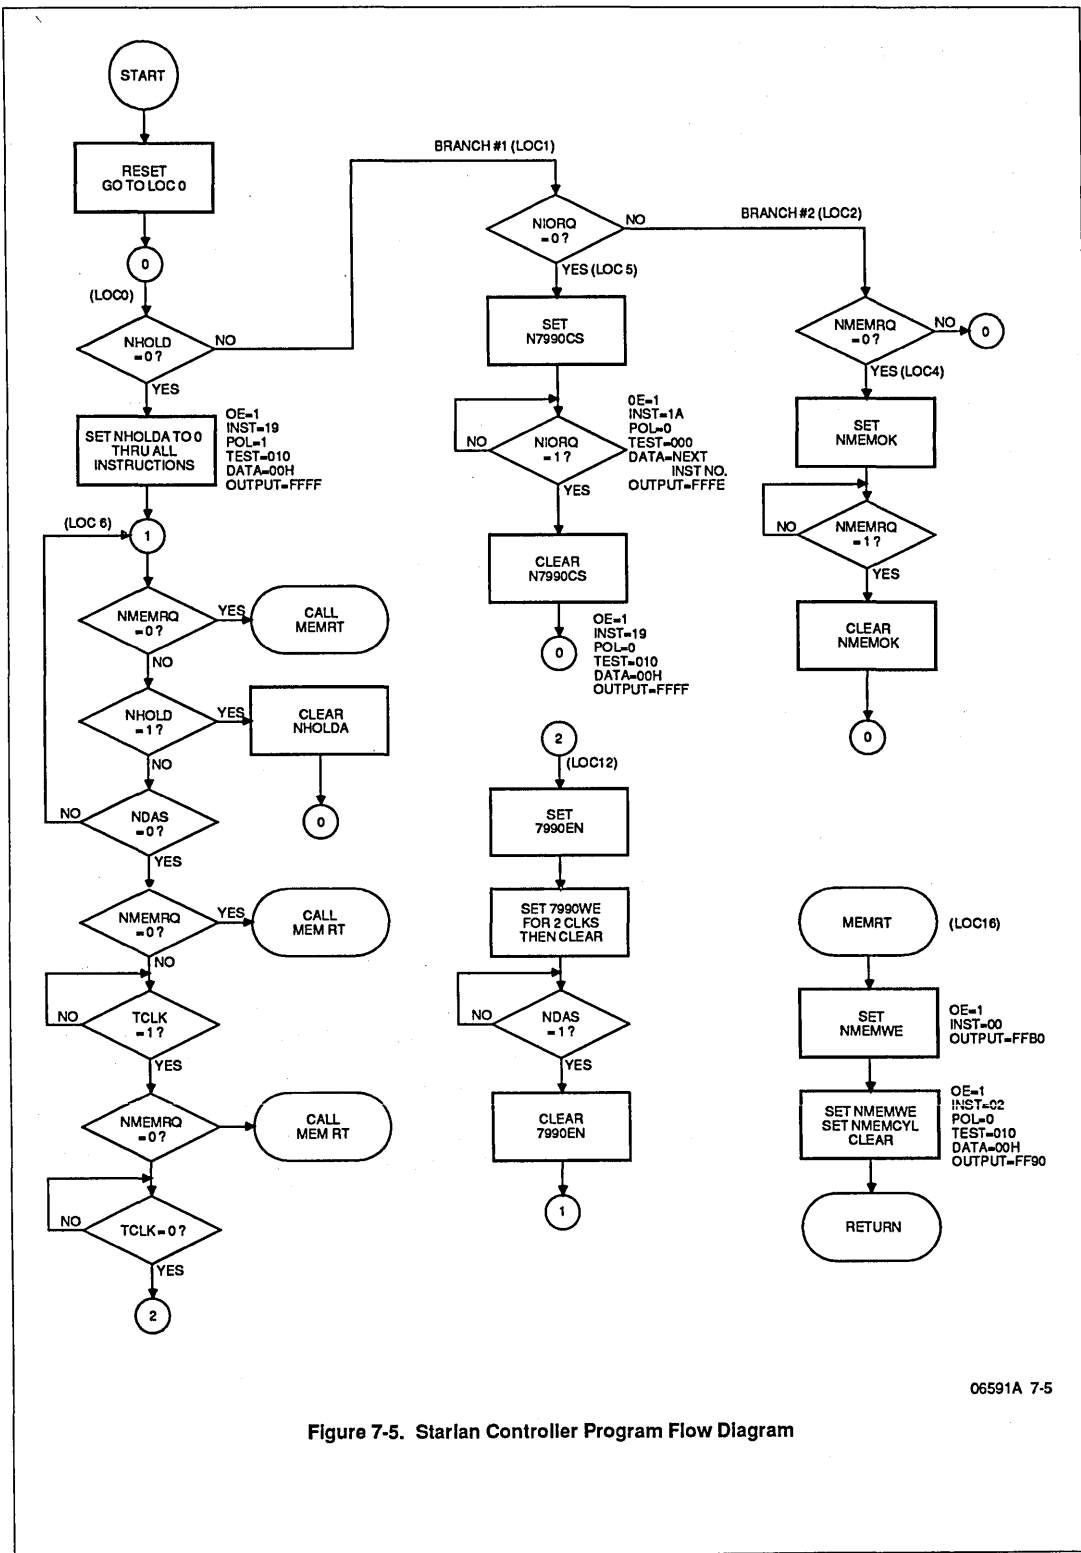 START
RESET
GO TO LOC 0
0
(LOC0)
NHOLD
=0?
NO
YES
SET NHOLDA TO 0
THRU ALL
INSTRUCTIONS
OE=1
INST=19
POL=1
TEST=010
DATA=00H
OUTPUT=FFFF
(LOC 6)
1
NMEMRQ
=0?
YES
CALL
MEMRT
NO
NHOLD
=1?
YES
CLEAR
NHOLDA
NO
0
NDAS
=0?
NO
YES
NMEMRQ
=0?
YES
CALL
MEM RT
NO
TCLK
=1?
NO
YES
NMEMRQ
=0?
CALL
MEM RT
TCLK=0?
NO
YES
2
BRANCH #1 (LOC1)
NIORQ
=0?
NO
YES (LOC 5)
SET
N7990CS
NIORQ
=1?
NO
YES
0E=1
INST=1A
POL=0
TEST=000
DATA=NEXT
INST NO.
OUTPUT=FFFE
CLEAR
N7990CS
0
OE=1
INST=19
POL=0
TEST=010
DATA=00H
OUTPUT=FFFF
2
(LOC12)
SET
7990EN
SET 7990WE
FOR 2 CLKS
THEN CLEAR
NDAS
=1?
NO
YES
CLEAR
7990EN
1
BRANCH #2 (LOC2)
NMEMRQ
=0?
NO
0
YES (LOC4)
SET
NMEMOK
NMEMRQ
=1?
NO
YES
CLEAR
NMEMOK
0
MEMRT
(LOC16)
SET
NMEMWE
OE=1
INST=00
OUTPUT=FFB0
SET NMEMWE
SET NMEMCYL
CLEAR
OE=1
INST=02
POL=0
TEST=010
DATA=00H
OUTPUT=FF90
RETURN
06591A 7-5
Figure 7-5. Starlan Controller Program Flow Diagram